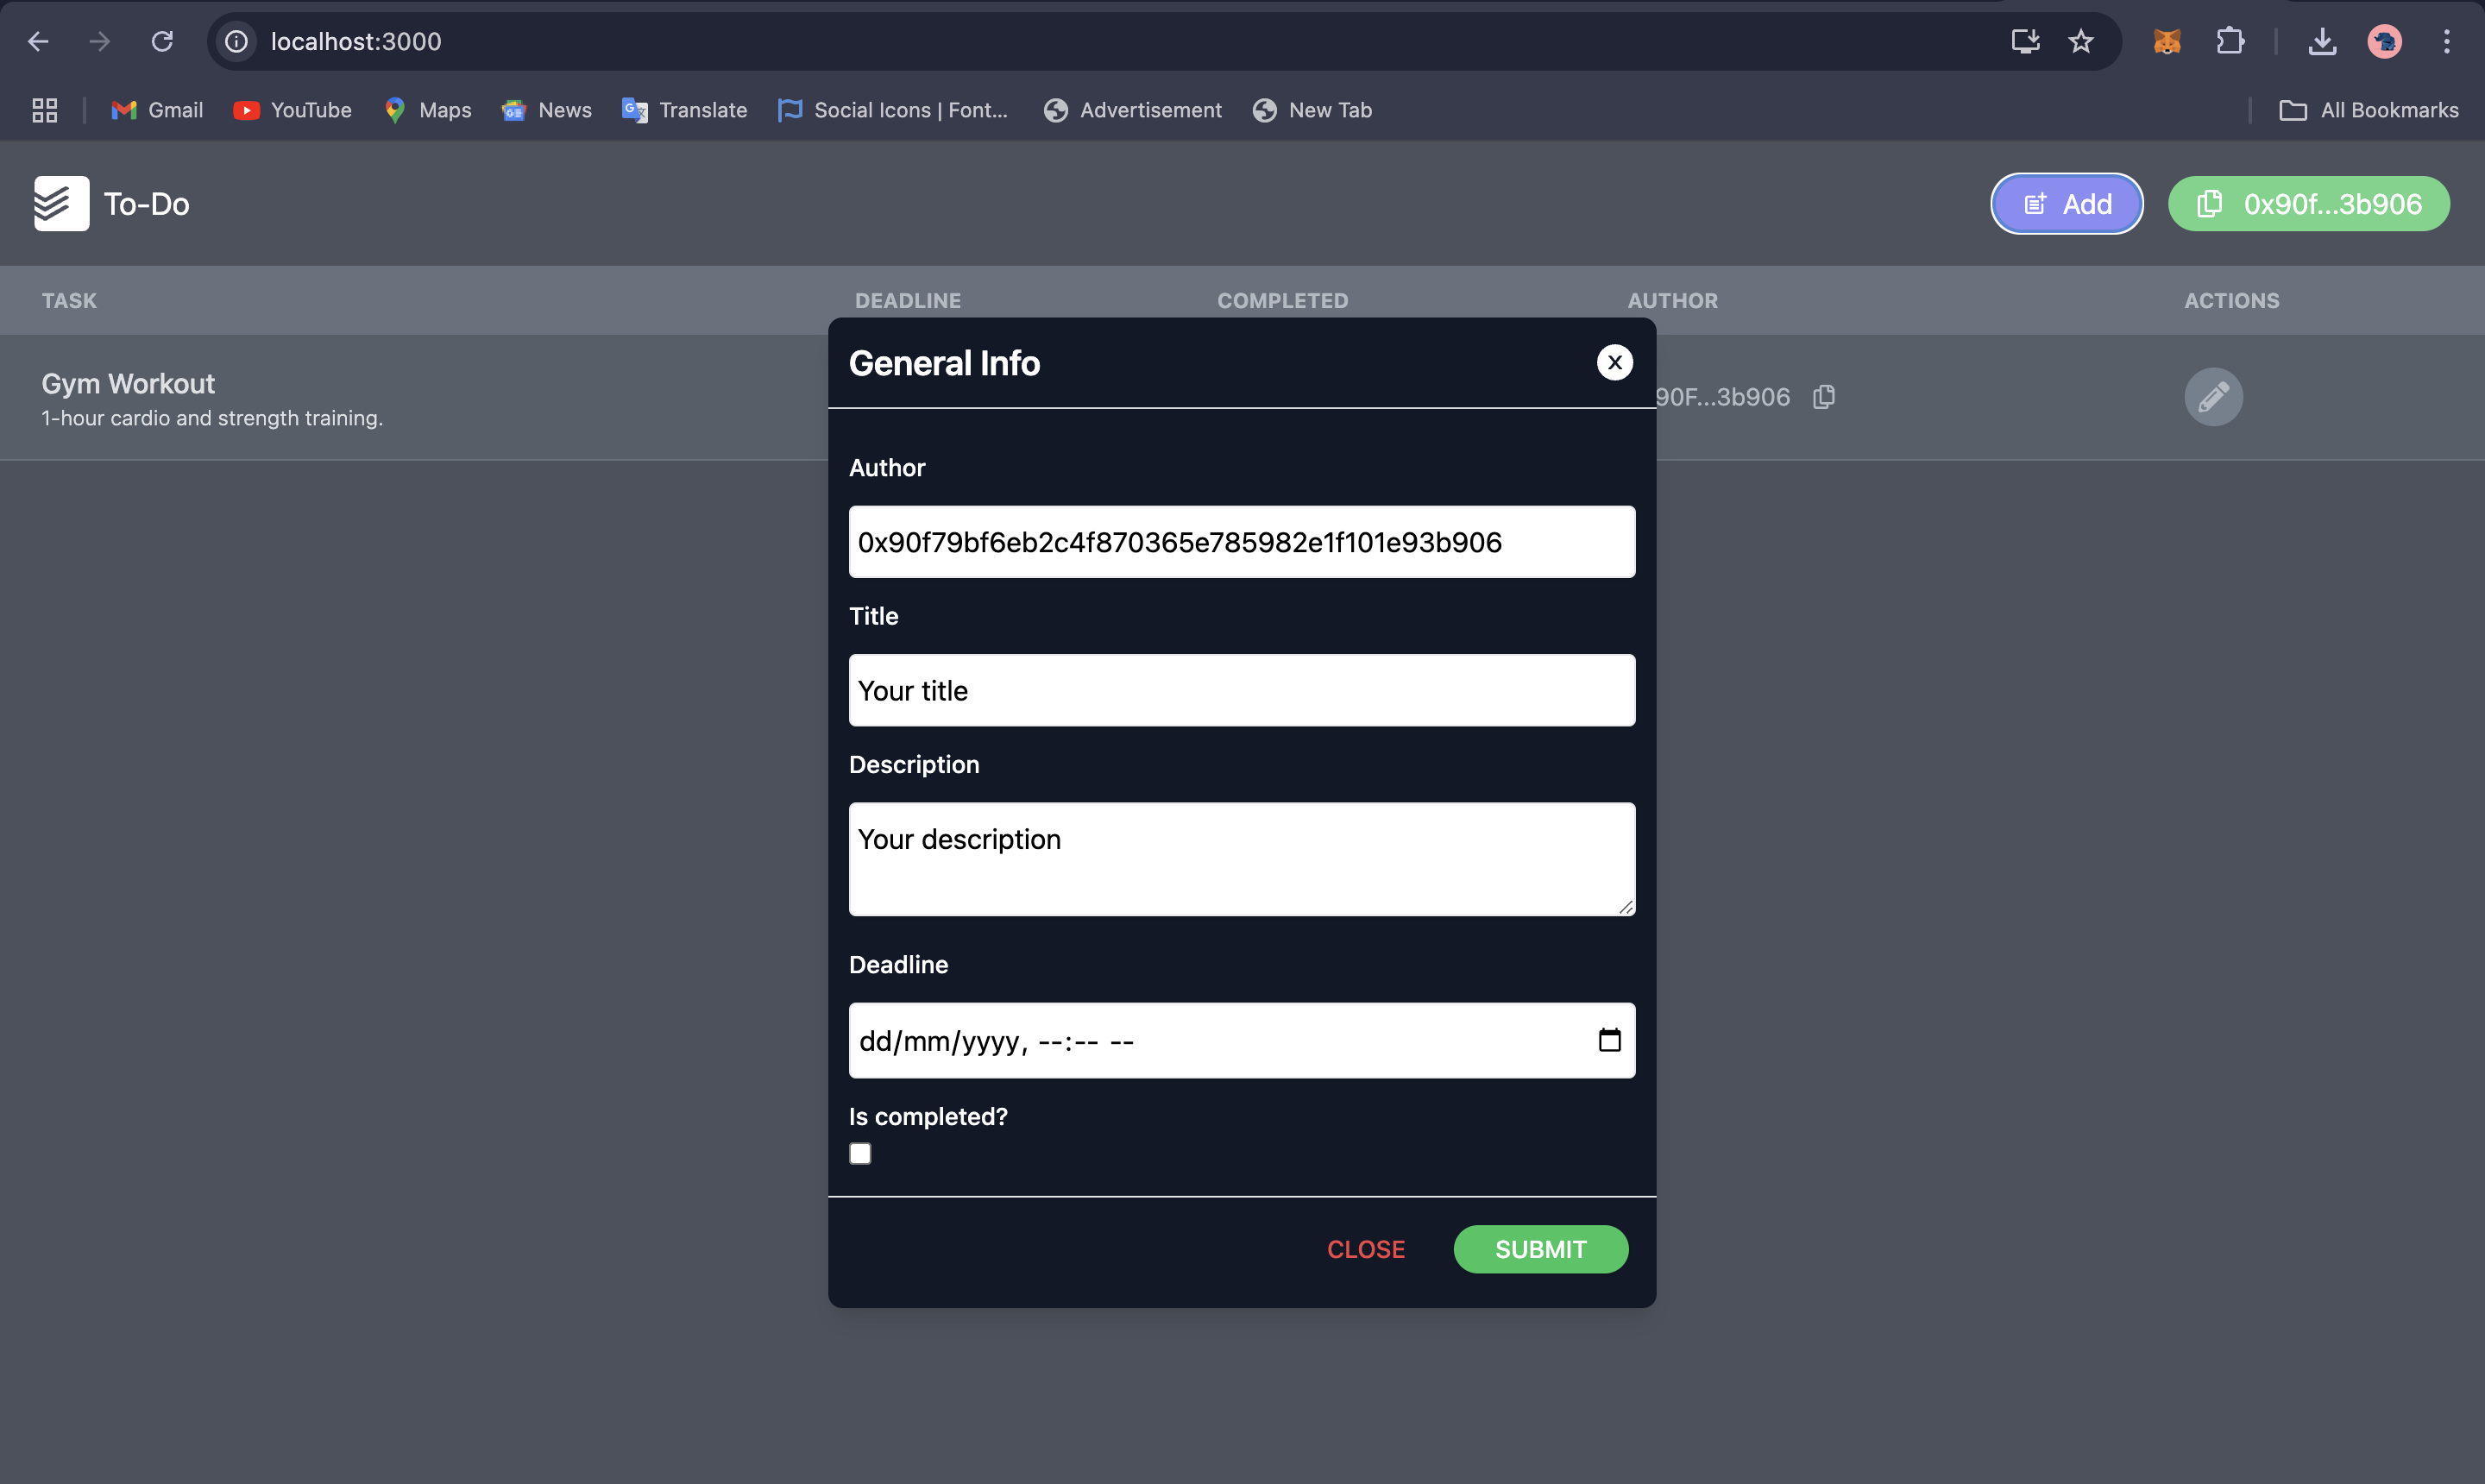 localhost:3000
Gmail YouTube Maps News Translate Social Icons | Font... Advertisement New Tab All Bookmarks
To-Do Add 0x90f...3b906
TASK DEADLINE COMPLETED AUTHOR ACTIONS
Gym Workout
1-hour cardio and strength training.
90F...3b906
General Info
X
Author
0x90f79bf6eb2c4f870365e785982e1f101e93b906
Title
Your title
Description
Your description
Deadline
dd/mm/yyyy, --:-- --
Is completed?
CLOSE SUBMIT